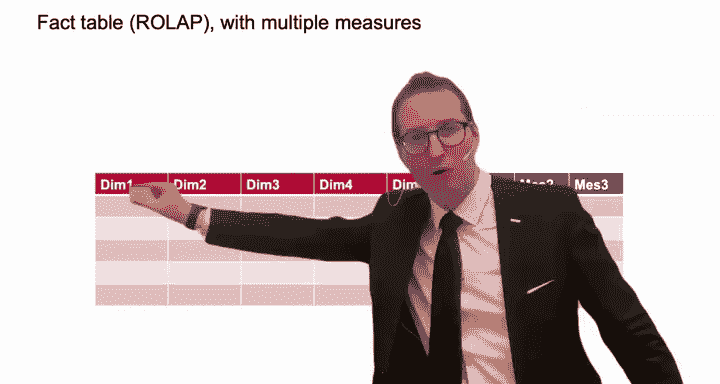 Fact table (ROLAP), with multiple measures
Dim1 Dim2 Dim3 Dim4 Mes3